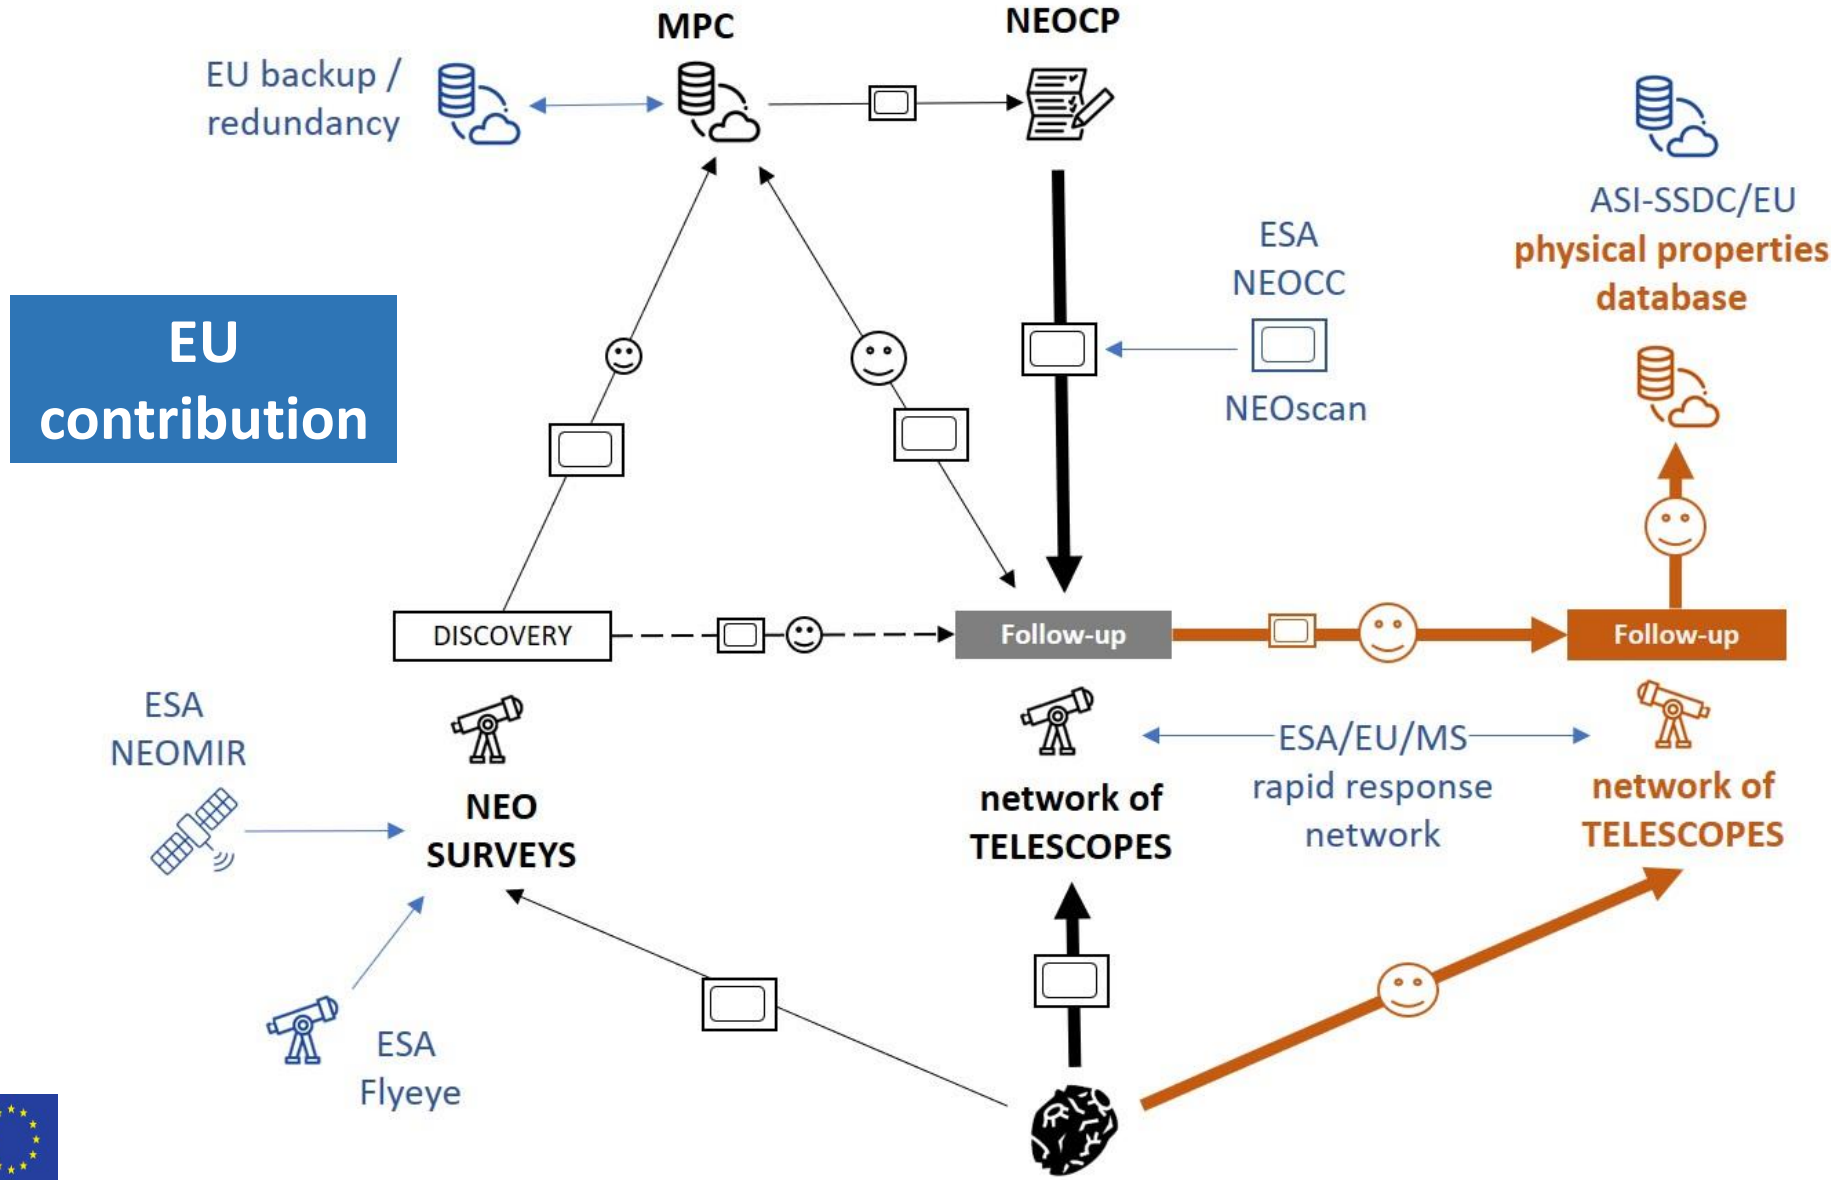 MPC
NEOCP
EU backup /
redundancy
ASI-SSDC/EU
physical properties
database
ESA
NEOCC
NEOscan
EU
contribution
DISCOVERY
Follow-up
Follow-up
ESA
NEOMIR
NEO
SURVEYS
network of
TELESCOPES
ESA/EU/MS
rapid response
network
network of
TELESCOPES
ESA
Flyeye